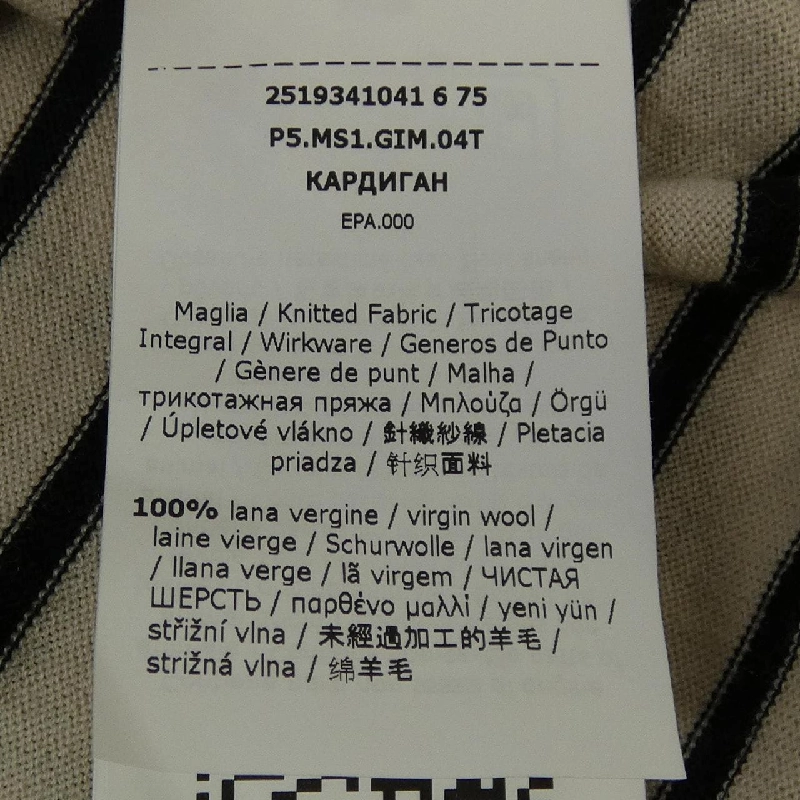 2519341041 6 75
P5.MS1.GIM.04T
КАРДИГАН
EPA.000
Maglia / Knitted Fabric / Tricotage
Integral / Wirkware / Generos de Punto
/ Gènere de punt / Malha /
трикотажная пряжа / Μπλούζα / Örgü
/ Úpletové vlákno / 針織紗線 / Pletacia
priadza / 针织面料
100% lana vergine / virgin wool /
laine vierge / Schurwolle / lana virgen
/ llana verge / lã virgem / ЧИСТАЯ
ШЕРСТЬ / παρθένο μαλλί / yeni yün /
střižní vlna / 未經過加工的羊毛 /
strižná vlna / 绵羊毛